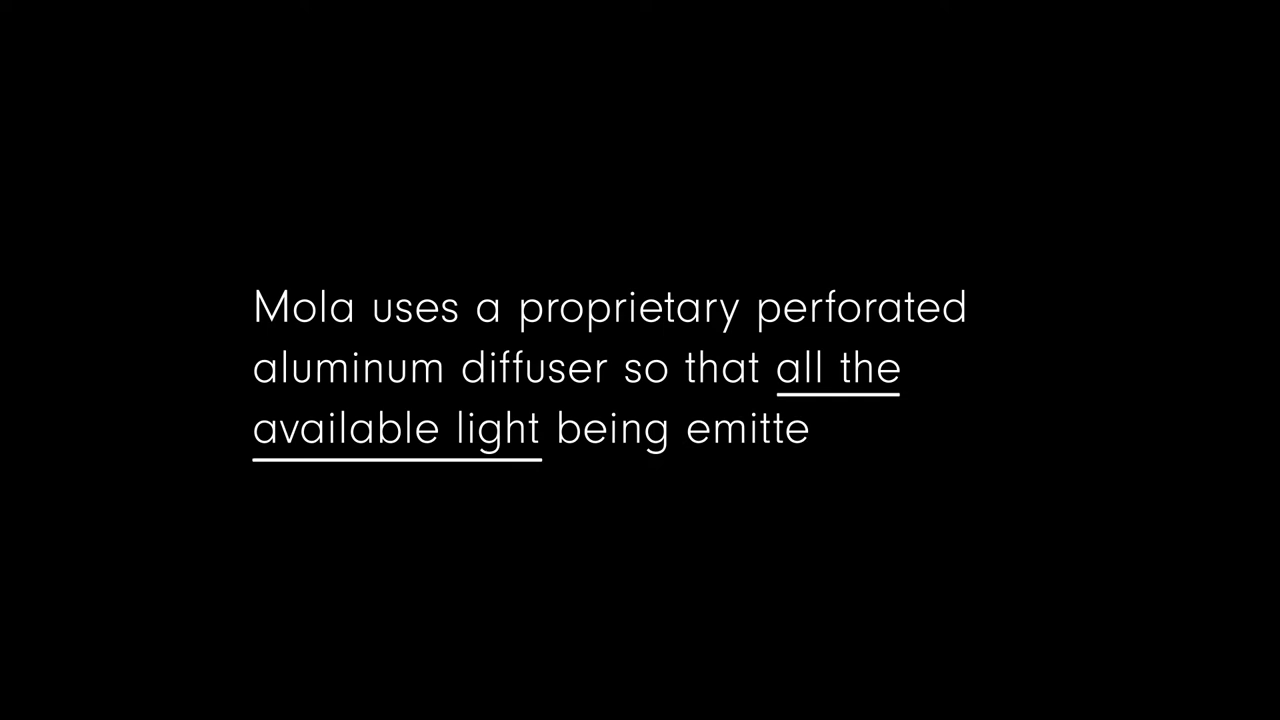 Mola uses a proprietary perforated
aluminum diffuser so that all the
available light being emitte